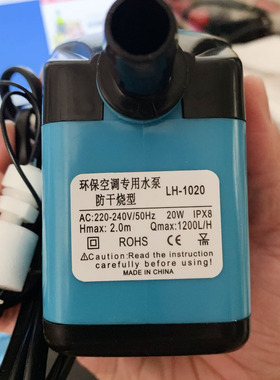 环保空调专用水泵
防干烧型 LH-1020
AC:220-240V/50Hz 20W IPX8
Hmax: 2.0m Qmax:1200L/H
ROHS CE
⚠Caution:Read the instruction
carefully before using!
MADE IN CHINA